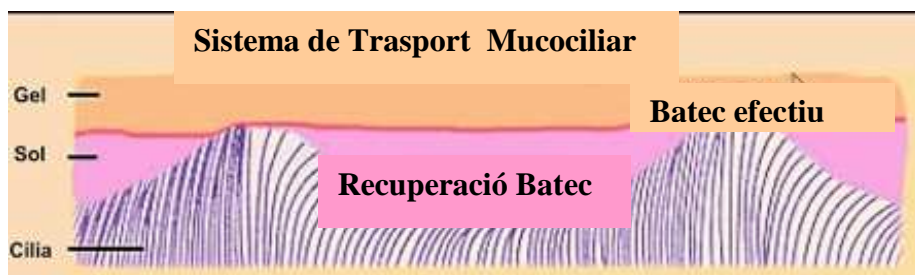 Sistema de Trasport Mucociliar
Gel
Batec efectiu
Sol
Recuperació Batec
Cilia